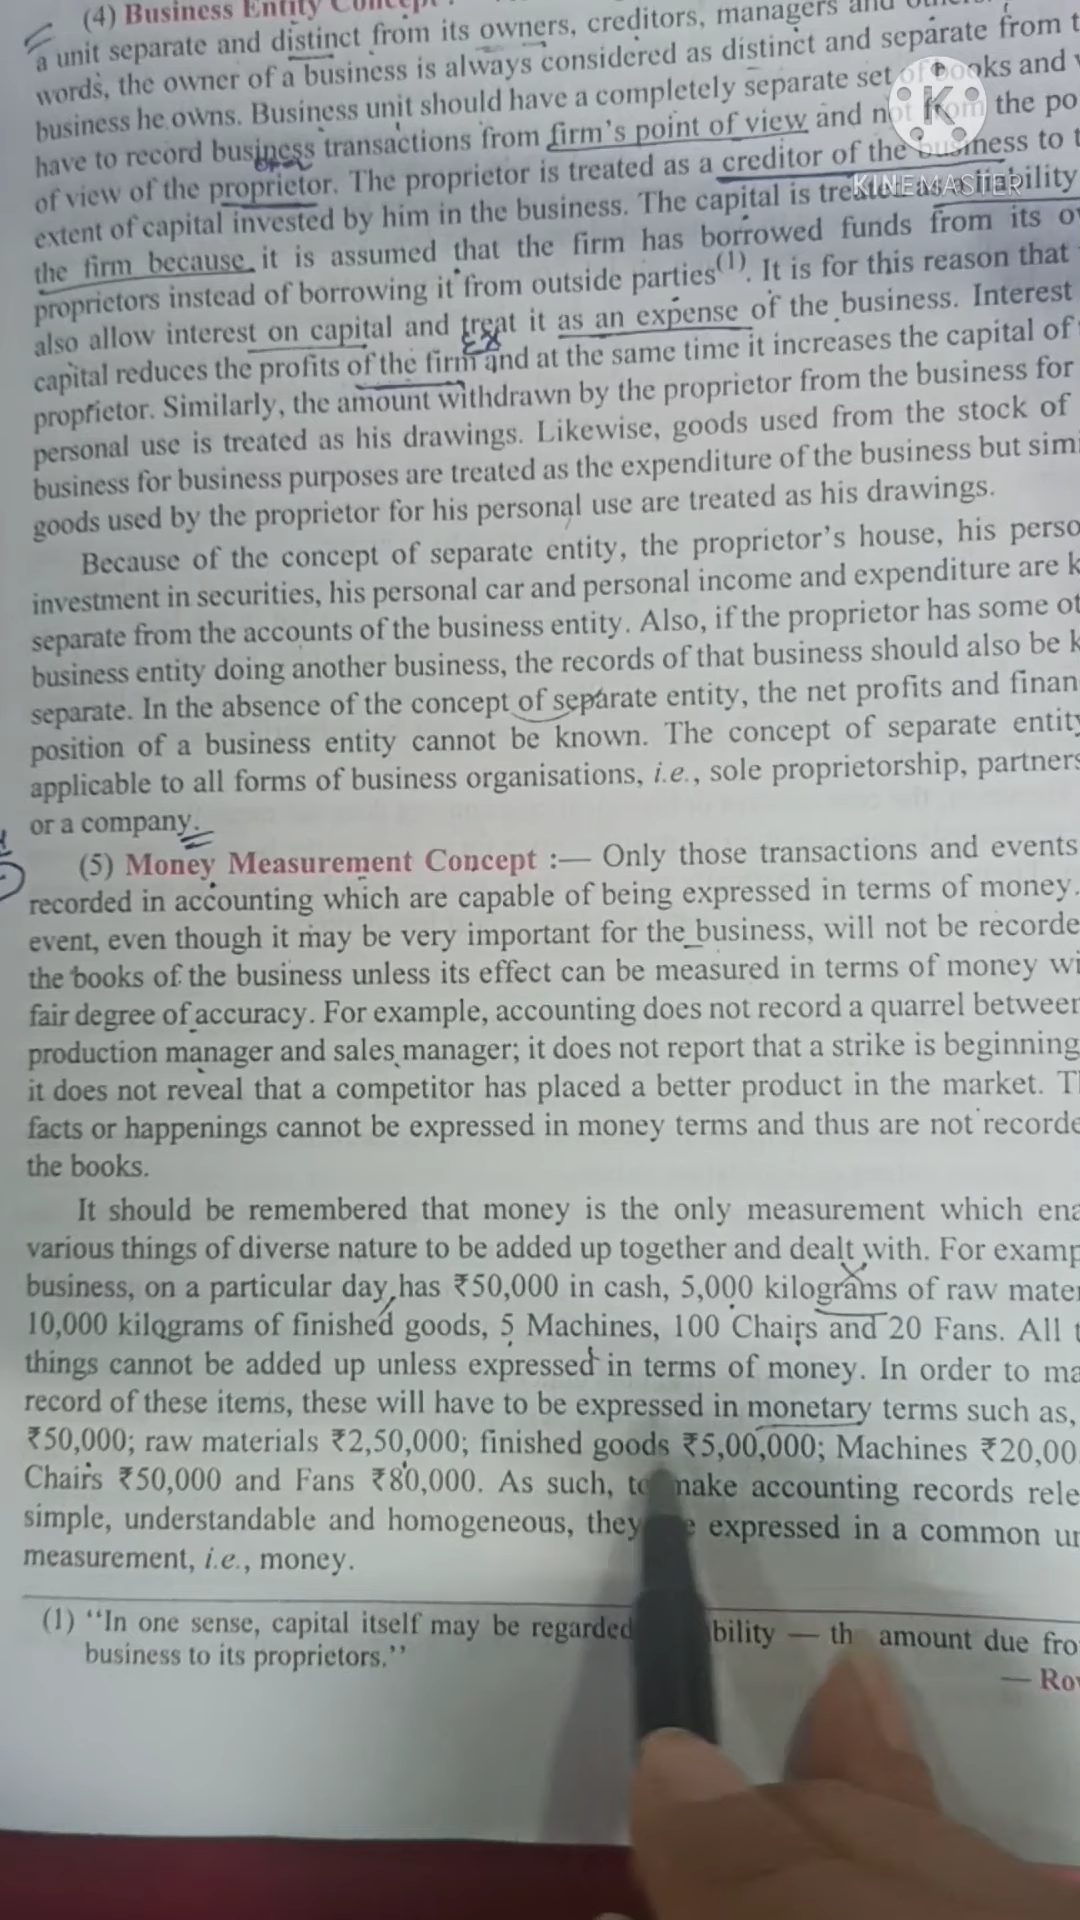 (4) Business Entity Concept
a unit separate and distinct from its owners, creditors, managers and
words, the owner of a business is always considered as distinct and separate from t
business he owns. Business unit should have a completely separate set of books and
have to record business transactions from firm's point of view and not from the po
of view of the proprietor. The proprietor is treated as a creditor of the business to t
extent of capital invested by him in the business. The capital is treated as a liability
the firm because it is assumed that the firm has borrowed funds from its o
proprietors instead of borrowing it from outside parties(1). It is for this reason that
also allow interest on capital and treat it as an expense of the business. Interest
capital reduces the profits of the firm and at the same time it increases the capital of
proprietor. Similarly, the amount withdrawn by the proprietor from the business for
personal use is treated as his drawings. Likewise, goods used from the stock of
business for business purposes are treated as the expenditure of the business but simi
goods used by the proprietor for his personal use are treated as his drawings.
Because of the concept of separate entity, the proprietor's house, his perso
investment in securities, his personal car and personal income and expenditure are k
separate from the accounts of the business entity. Also, if the proprietor has some ot
business entity doing another business, the records of that business should also be k
separate. In the absence of the concept of separate entity, the net profits and finan
position of a business entity cannot be known. The concept of separate entity
applicable to all forms of business organisations, i.e., sole proprietorship, partners
or a company.
(5) Money Measurement Concept :— Only those transactions and events
recorded in accounting which are capable of being expressed in terms of money.
event, even though it may be very important for the business, will not be recorde
the books of the business unless its effect can be measured in terms of money wi
fair degree of accuracy. For example, accounting does not record a quarrel between
production manager and sales manager; it does not report that a strike is beginning
it does not reveal that a competitor has placed a better product in the market. T
facts or happenings cannot be expressed in money terms and thus are not recorde
the books.
It should be remembered that money is the only measurement which ena
various things of diverse nature to be added up together and dealt with. For examp
business, on a particular day, has ₹50,000 in cash, 5,000 kilograms of raw mater
10,000 kilograms of finished goods, 5 Machines, 100 Chairs and 20 Fans. All t
things cannot be added up unless expressed in terms of money. In order to ma
record of these items, these will have to be expressed in monetary terms such as,
₹50,000; raw materials ₹2,50,000; finished goods ₹5,00,000; Machines ₹20,00
Chairs ₹50,000 and Fans ₹80,000. As such, to make accounting records rele
simple, understandable and homogeneous, they expressed in a common un
measurement, i.e., money.
(1) “In one sense, capital itself may be regarded bility — th amount due fro
business to its proprietors.”
— Ro
KINEMASTER